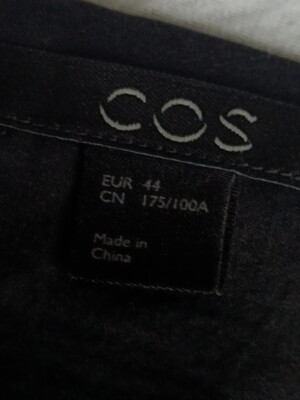 COS
EUR 44
CN 175/100A
Made in
China